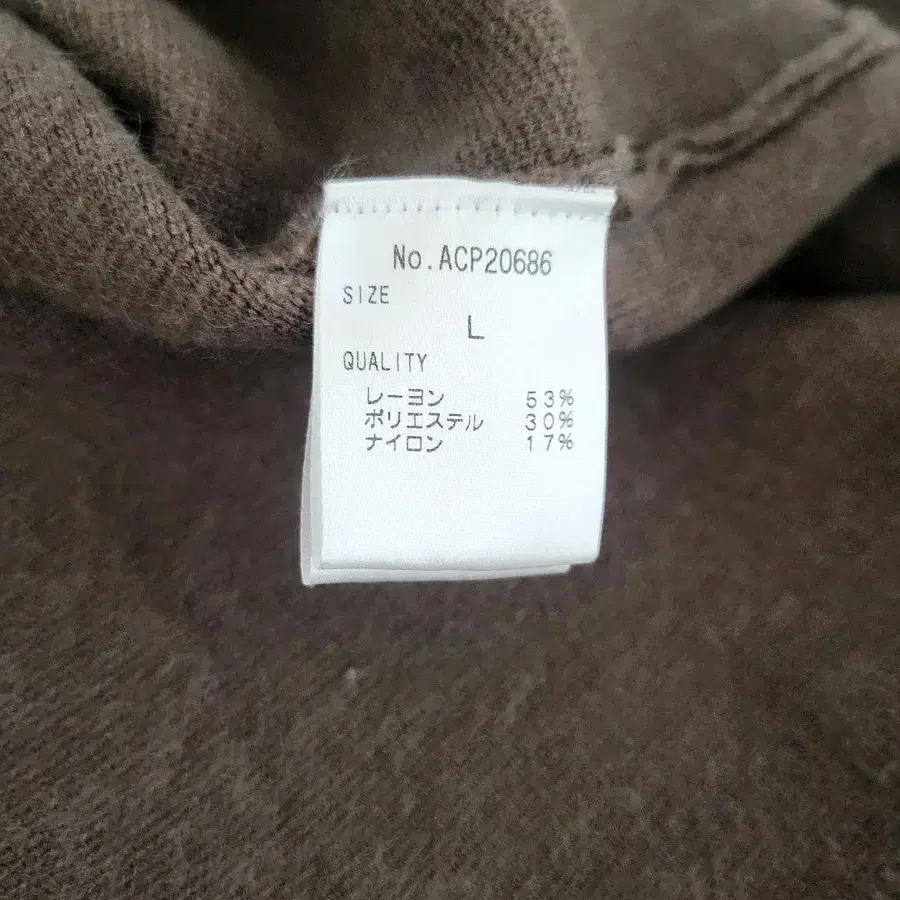 No.ACP20686
SIZE
L
QUALITY
レーヨン 53%
ポリエステル 30%
ナイロン 17%